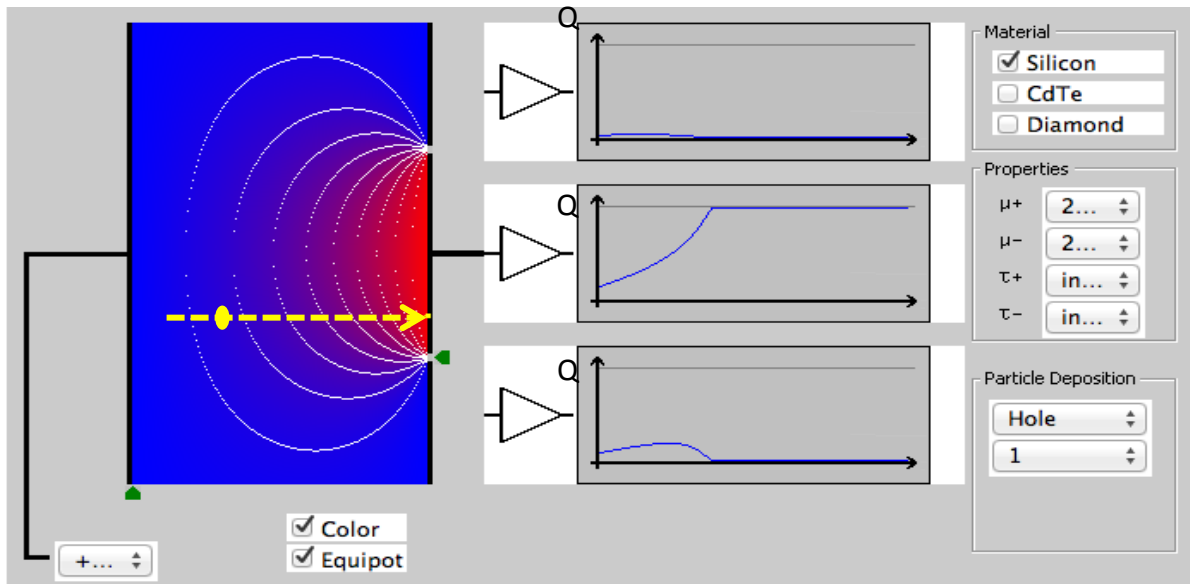 Q
Q
Q
Material
Silicon
CdTe
Diamond
Properties
μ+ 2...
μ− 2...
τ+ in...
τ− in...
Particle Deposition
Hole
1
Color
Equipot
+...